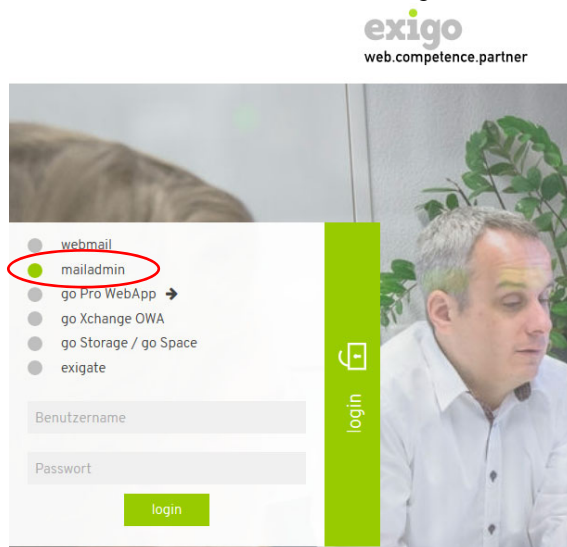 exigo
web.competence.partner
webmail
mailadmin
go Pro WebApp →
go Xchange OWA
go Storage / go Space
exigate
Benutzername
Passwort
login
login